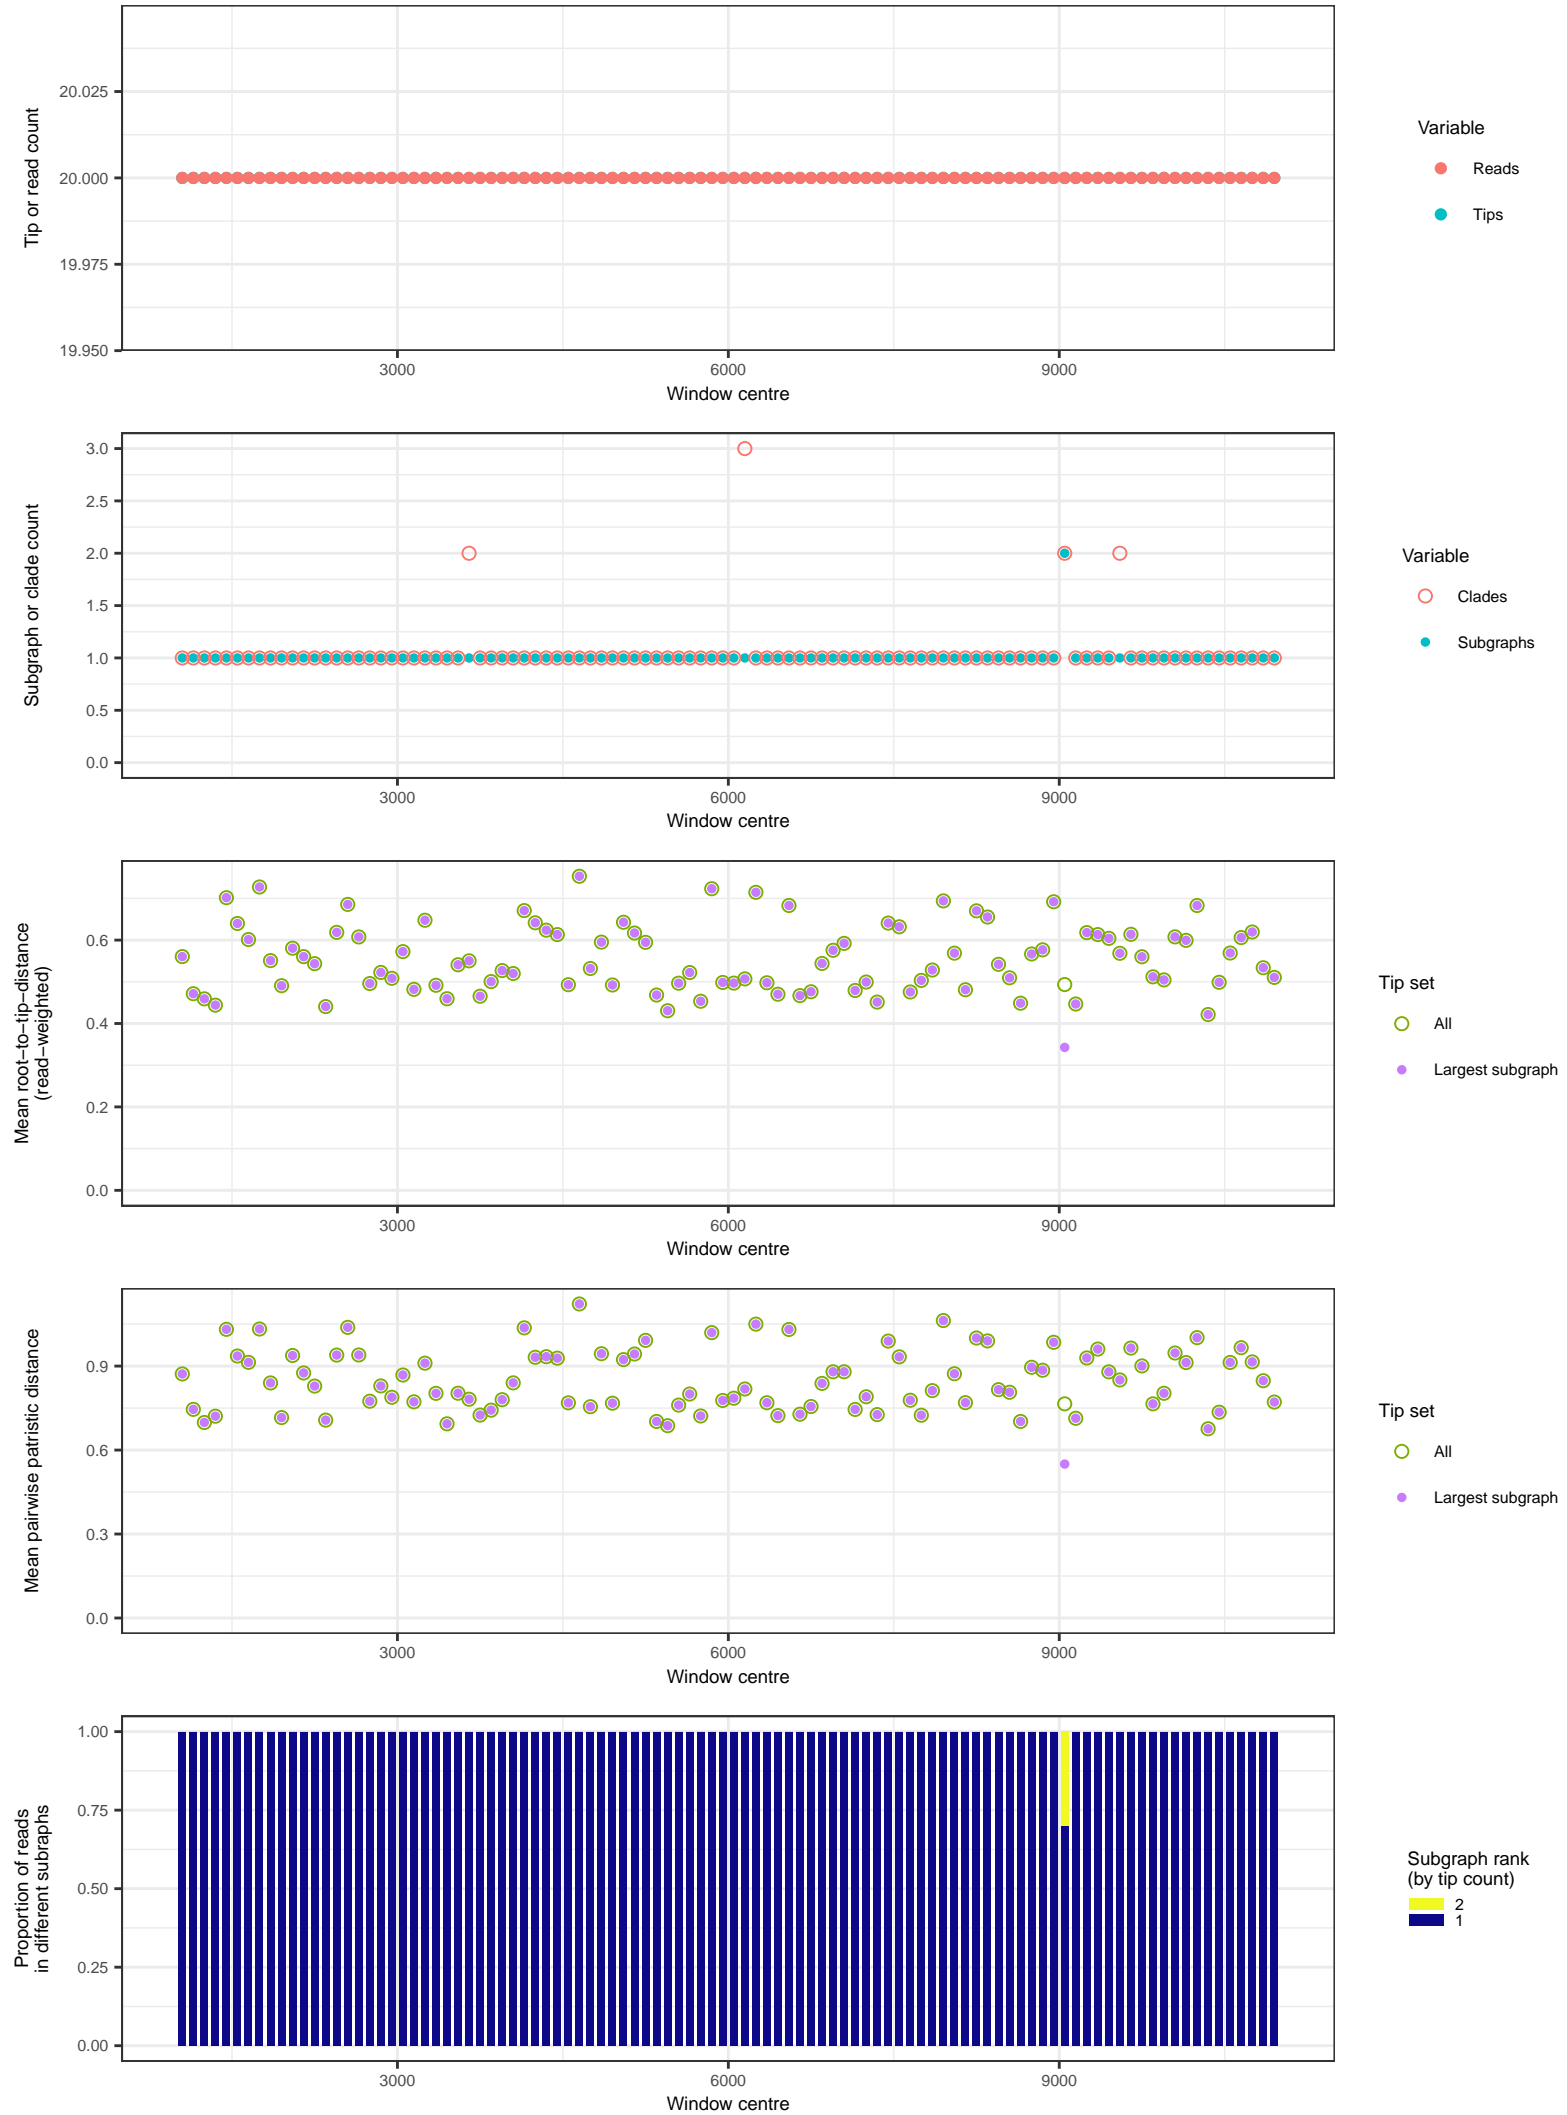 Tip or read count
20.025
20.000
19.975
19.950
3000 6000 9000
Window centre
Variable
Reads
Tips
Subgraph or clade count
3.0
2.5
2.0
1.5
1.0
0.5
0.0
3000 6000 9000
Window centre
Variable
Clades
Subgraphs
Mean root−to−tip−distance
(read−weighted)
0.6
0.4
0.2
0.0
3000 6000 9000
Window centre
Tip set
All
Largest subgraph
Mean pairwise patristic distance
0.9
0.6
0.3
0.0
3000 6000 9000
Window centre
Tip set
All
Largest subgraph
Proportion of reads
in different subraphs
1.00
0.75
0.50
0.25
0.00
3000 6000 9000
Window centre
Subgraph rank
(by tip count)
2
1